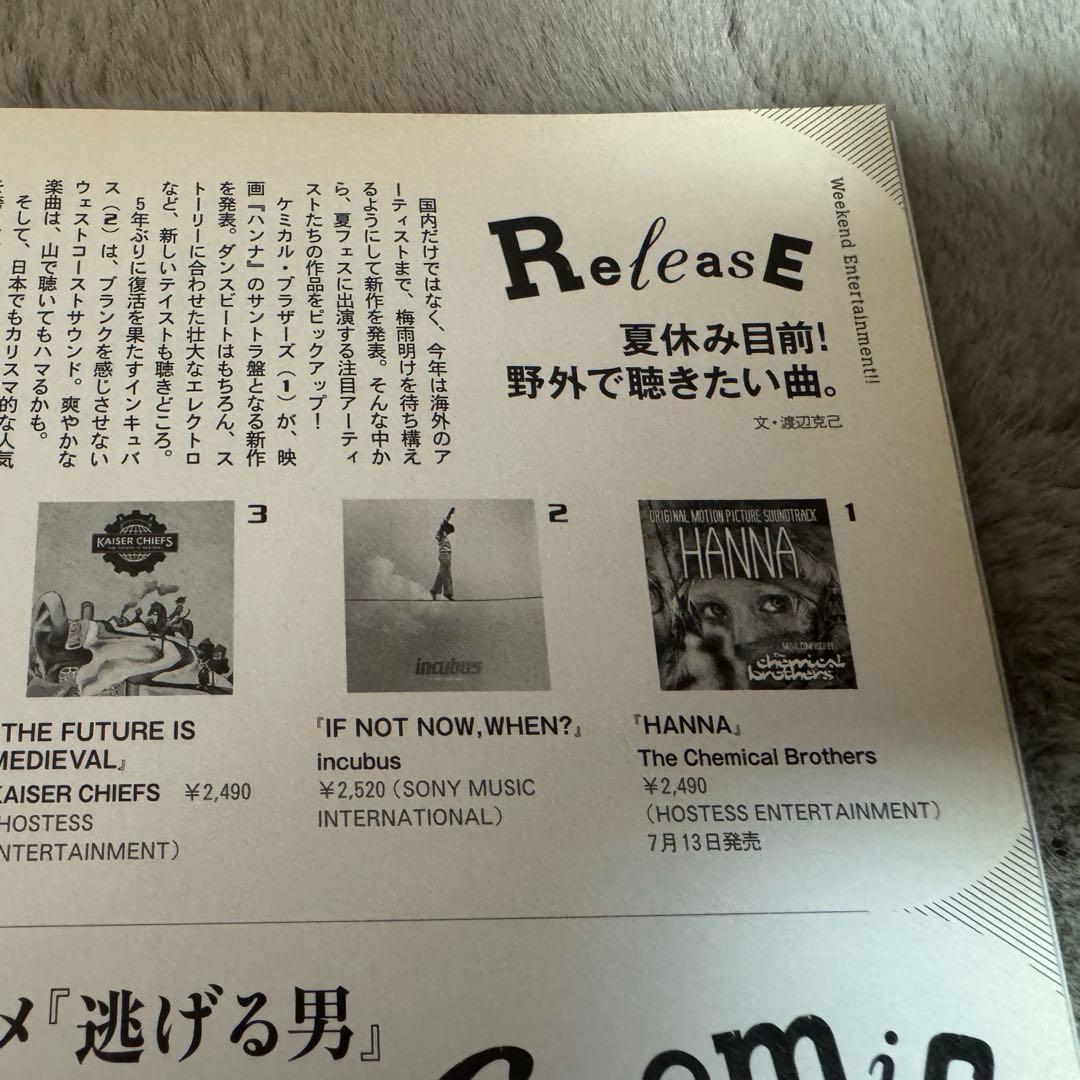 Weekend Entertainment!!
Release
夏休み目前!
野外で聴きたい曲。
文・渡辺克己
国内だけではなく、今年は海外のア
ーティストまで、梅雨明けを待ち構え
るようにして新作を発表。そんな中か
ら、夏フェスに出演する注目アーティ
ストたちの作品をピックアップ!
ケミカル・ブラザーズ(1)が、映
画『ハンナ』のサントラ盤となる新作
を発表。ダンスビートはもちろん、ス
トーリーに合わせた壮大なエレクトロ
など、新しいテイストも聴きどころ。
5年ぶりに復活を果たすインキュバ
ス(2)は、ブランクを感じさせない
ウェストコーストサウンド。爽やかな
楽曲は、山で聴いてもハマるかも。
そして、日本でもカリスマ的な人気
1
ORIGINAL MOTION PICTURE SOUNDTRACK
HANNA
MUSIC COMPOSED BY
The chemical brothers
『HANNA』
The Chemical Brothers
¥2,490
(HOSTESS ENTERTAINMENT)
7月13日発売
2
incubus
『IF NOT NOW,WHEN?』
incubus
¥2,520(SONY MUSIC
INTERNATIONAL)
3
KAISER CHIEFS
THE FUTURE IS MEDIEVAL
THE FUTURE IS
MEDIEVAL』
KAISER CHIEFS ¥2,490
HOSTESS
NTERTAINMENT)
メ『逃げる男』